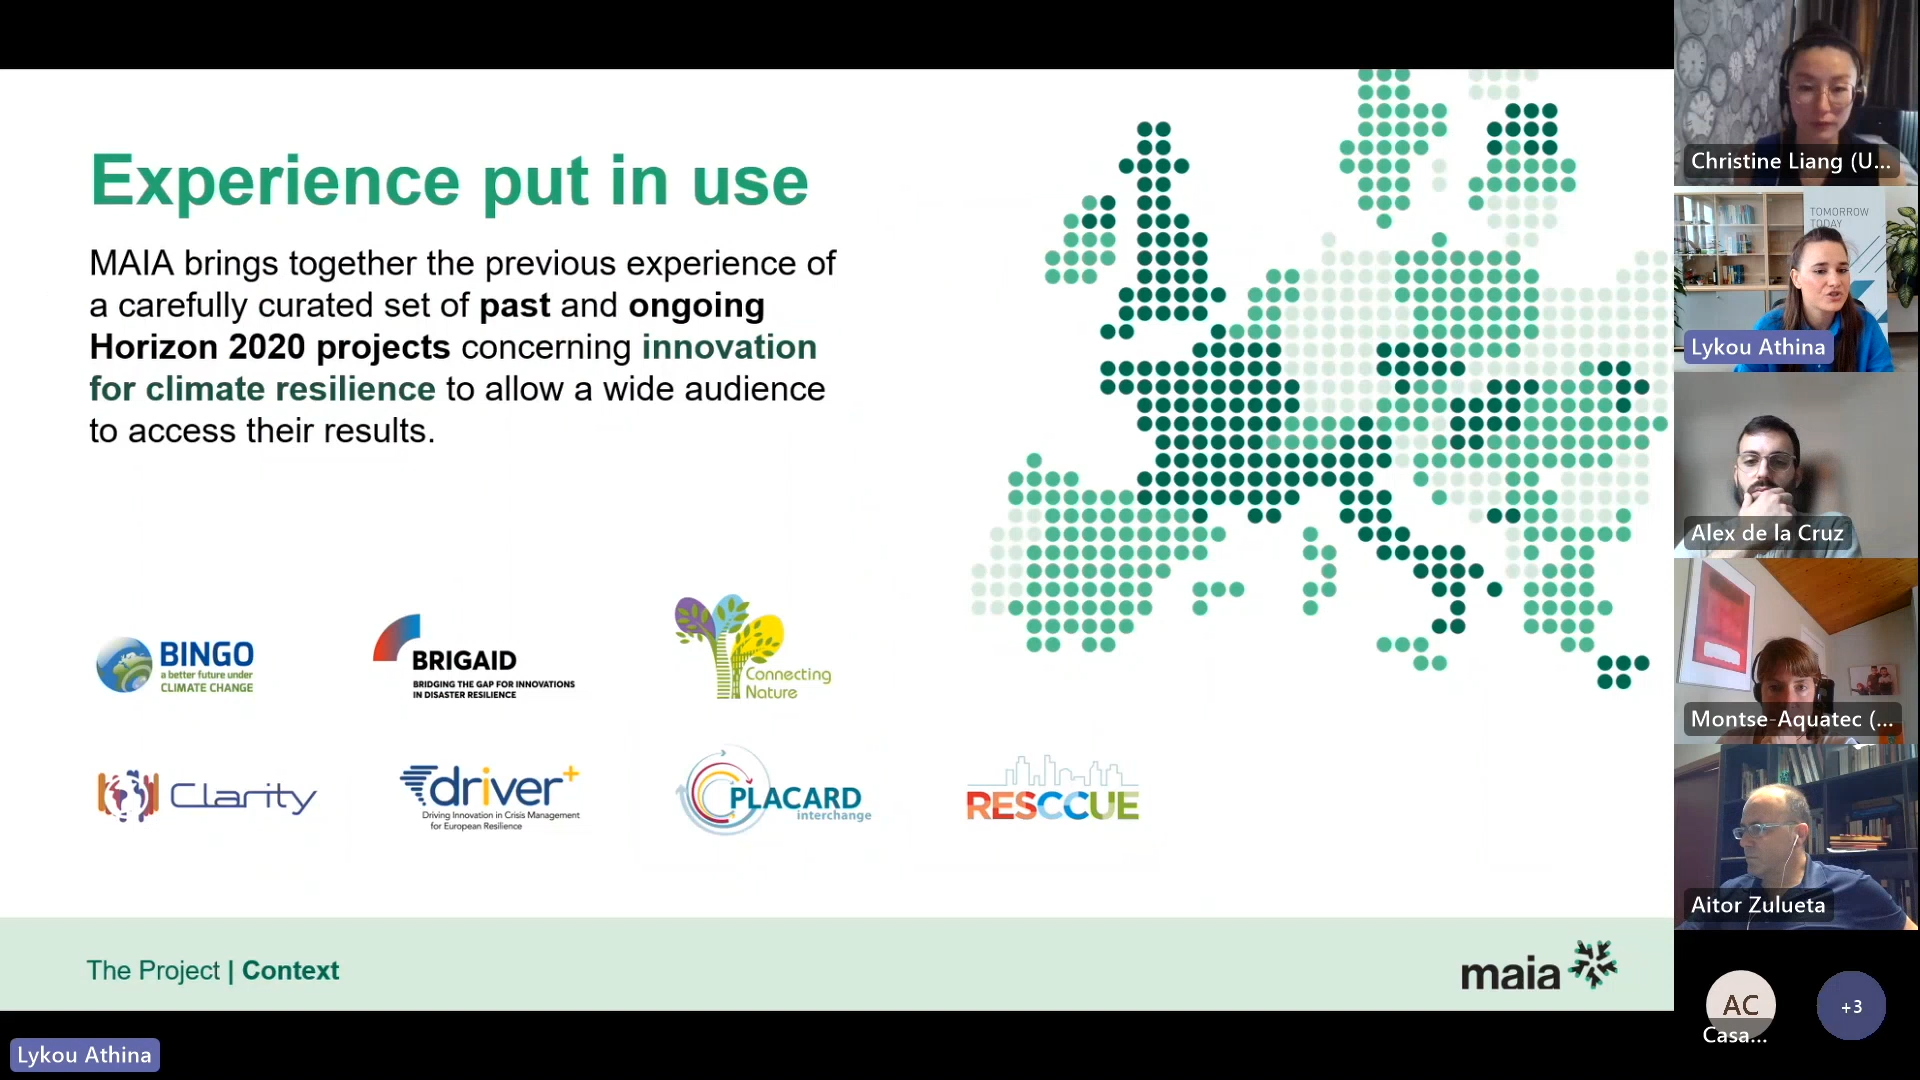 Experience put in use
MAIA brings together the previous experience of
a carefully curated set of past and ongoing
Horizon 2020 projects concerning innovation
for climate resilience to allow a wide audience
to access their results.
BINGO
a better future under
CLIMATE CHANGE
BRIGAID
BRIDGING THE GAP FOR INNOVATIONS
IN DISASTER RESILIENCE
Connecting
Nature
Clarity
driver+
Driving Innovation in Crisis Management
for European Resilience
PLACARD
interchange
RESCCUE
The Project | Context
maia
Lykou Athina
Christine Liang (U...
TOMORROW
TODAY
Lykou Athina
Alex de la Cruz
Montse-Aquatec (...
Aitor Zulueta
AC
Casa...
+3